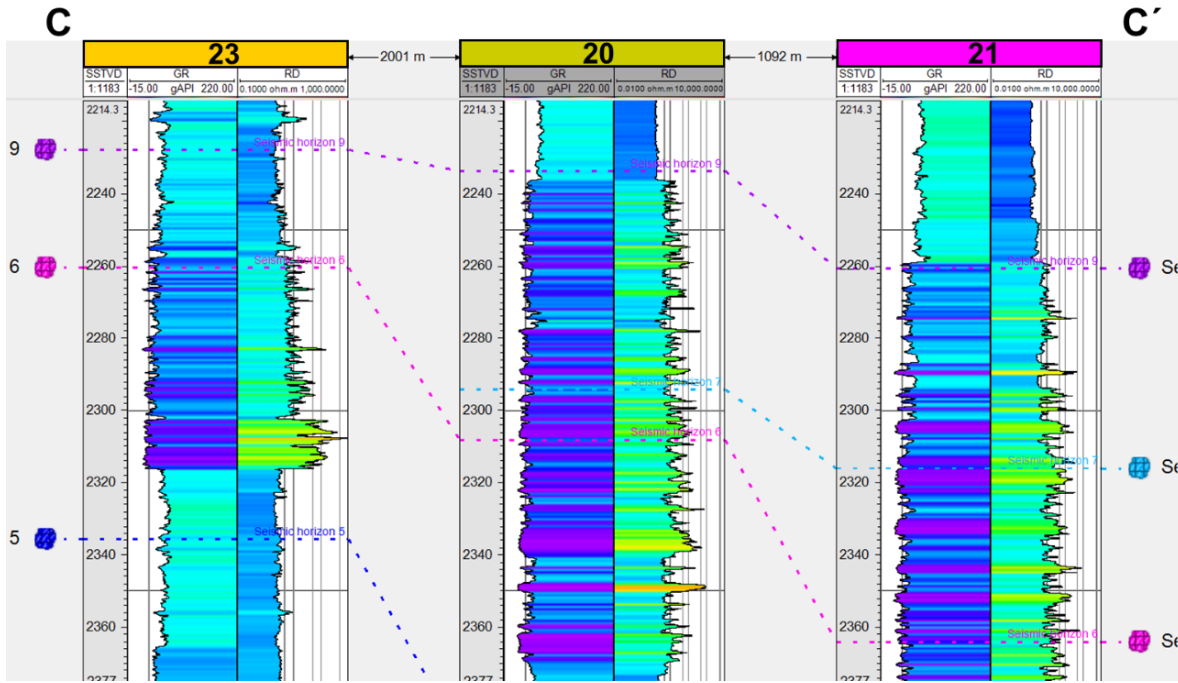 C C´
23 2001 m 20 1092 m 21
SSTVD GR RD SSTVD GR RD SSTVD GR RD
1:1183 -15.00 gAPI 220.00 0.1000 ohm.m 1,000.0000 1:1183 -15.00 gAPI 220.00 0.0100 ohm.m 10,000.0000 1:1183 -15.00 gAPI 220.00 0.0100 ohm.m 10,000.0000
2214.3 2214.3 2214.3
9 Seismic horizon 9
Seismic horizon 9
2240 2240 2240
2260 2260 2260
6 Seismic horizon 6 Seismic horizon 9 Se
2280 2280 2280
Seismic horizon 7
2300 2300 2300
Seismic horizon 6
Seismic horizon 7 Se
2320 2320 2320
5 Seismic horizon 5
2340 2340 2340
2360 2360 2360
Seismic horizon 6 Se
2377 2377 2377